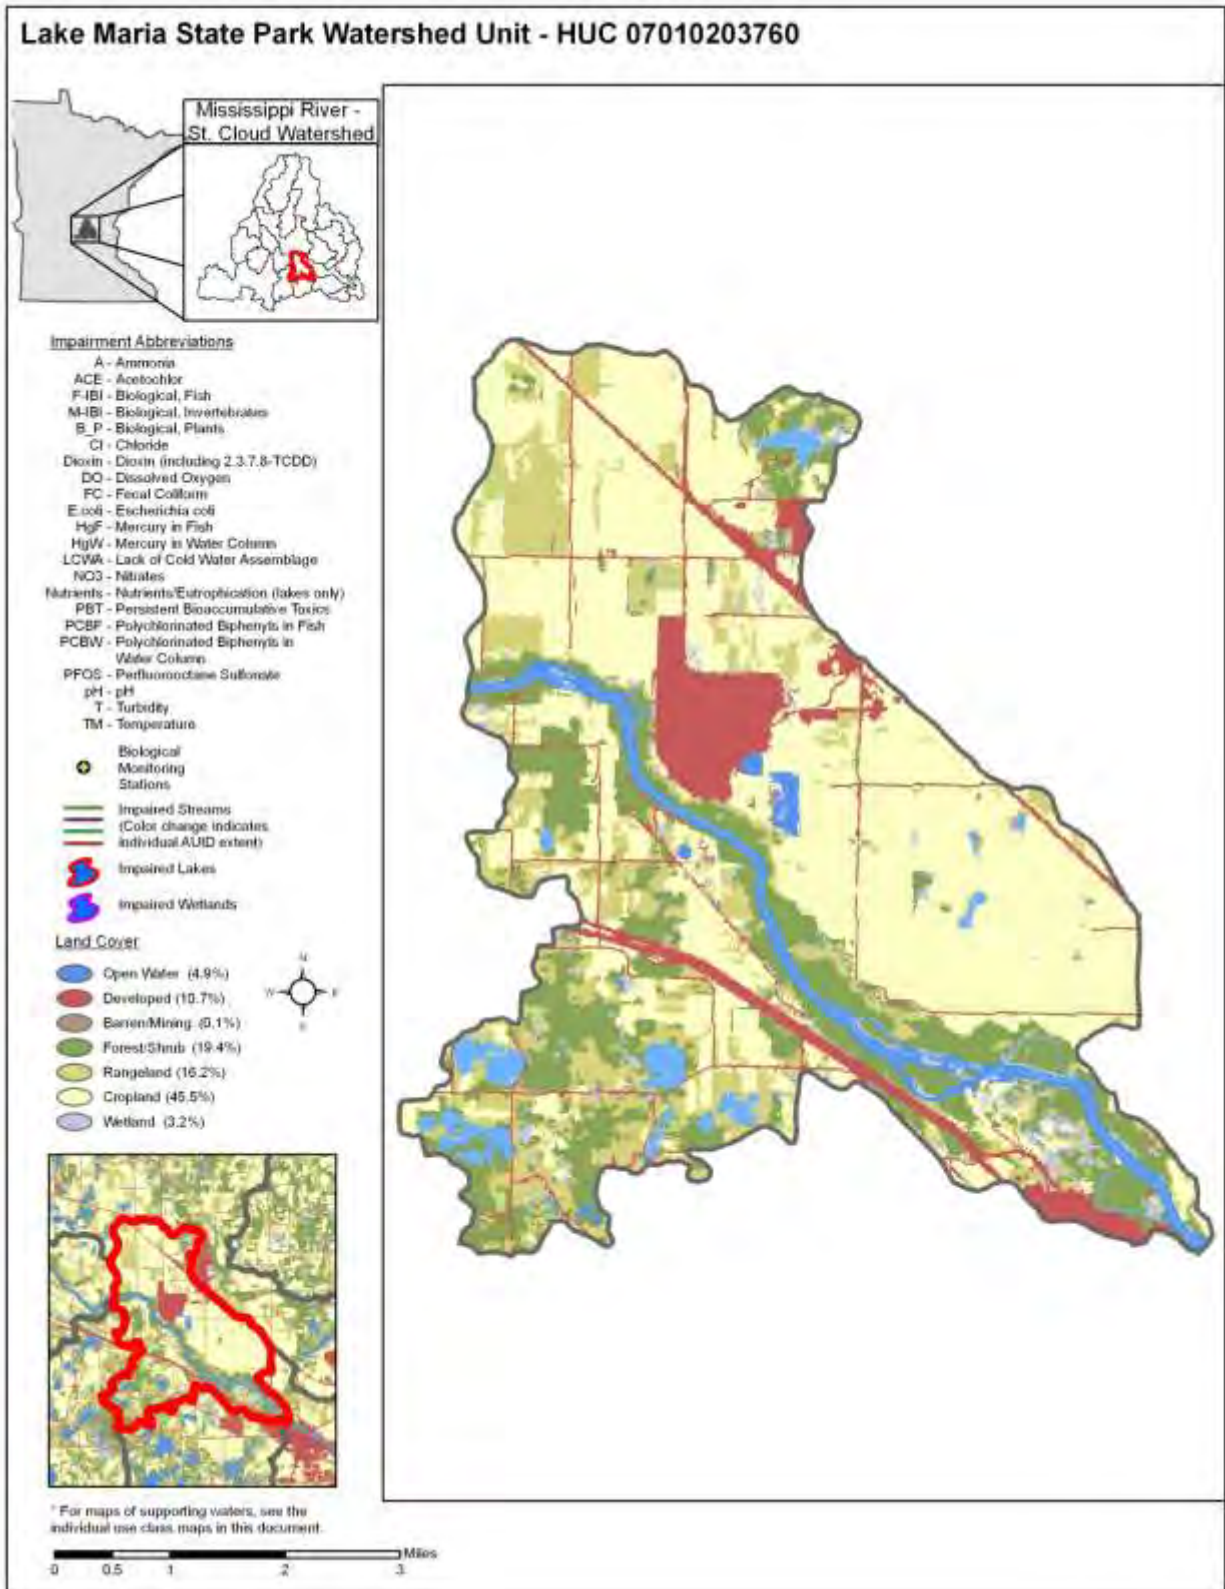 Lake Maria State Park Watershed Unit - HUC 07010203760
Mississippi River -
St. Cloud Watershed
Impairment Abbreviations
A - Ammonia
ACE - Acetochlor
F-IBI - Biological, Fish
M-IBI - Biological, Invertebrates
B_P - Biological, Plants
Cl - Chloride
Dioxin - Dioxin (including 2.3.7.8-TCDD)
DO - Dissolved Oxygen
FC - Fecal Coliform
E.coli - Escherichia coli
HgF - Mercury in Fish
HgW - Mercury in Water Column
LCWA - Lack of Cold Water Assemblage
NO3 - Nitrates
Nutrients - Nutrients/Eutrophication (lakes only)
PBT - Persistent Bioaccumulative Toxics
PCBF - Polychlorinated Biphenyls in Fish
PCBW - Polychlorinated Biphenyls in
Water Column
PFOS - Perfluorooctane Sulfonate
pH - pH
T - Turbidity
TM - Temperature
Biological
Monitoring
Stations
Impaired Streams
(Color change indicates
individual AUID extent)
Impaired Lakes
Impaired Wetlands
Land Cover
Open Water (4.9%)
Developed (10.7%)
Barren/Mining (0.1%)
Forest/Shrub (19.4%)
Rangeland (16.2%)
Cropland (45.5%)
Wetland (3.2%)
N
W
E
S
* For maps of supporting waters, see the
individual use class maps in this document.
0 0.5 1 2 3 Miles